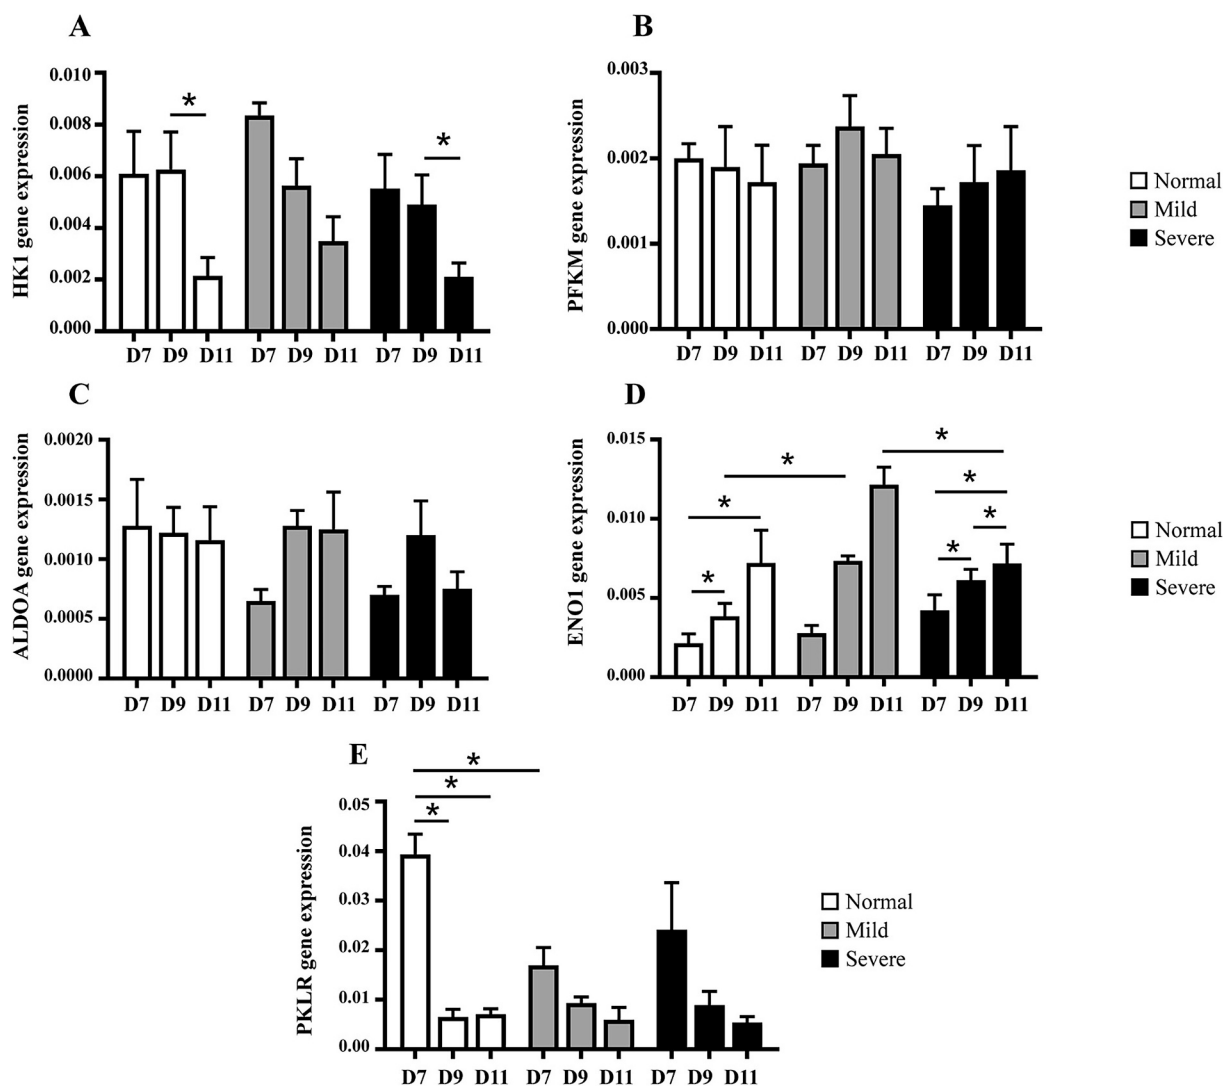 A
HK1 gene expression
0.010
0.008
0.006
0.004
0.002
0.000
*
*
D7 D9 D11 D7 D9 D11 D7 D9 D11
B
PFKM gene expression
0.003
0.002
0.001
0.000
D7 D9 D11 D7 D9 D11 D7 D9 D11
Normal
Mild
Severe
C
ALDOA gene expression
0.0020
0.0015
0.0010
0.0005
0.0000
D7 D9 D11 D7 D9 D11 D7 D9 D11
D
ENO1 gene expression
0.015
0.010
0.005
0.000
*
*
*
*
*
*
*
D7 D9 D11 D7 D9 D11 D7 D9 D11
Normal
Mild
Severe
E
PKLR gene expression
0.05
0.04
0.03
0.02
0.01
0.00
*
*
*
D7 D9 D11 D7 D9 D11 D7 D9 D11
Normal
Mild
Severe